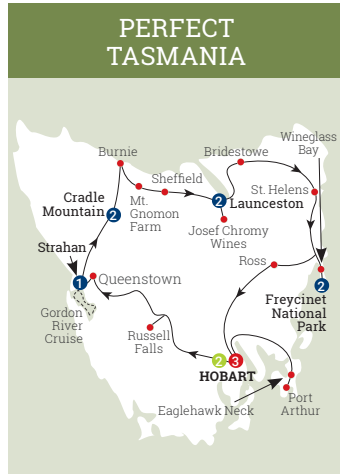 PERFECT
TASMANIA
Wineglass
Bay
Burnie
Bridestowe
Sheffield
St. Helens
Cradle
Mountain
2
Mt.
Gnomon
Farm
2
Launceston
Josef Chromy
Wines
Strahan
Ross
1
Queenstown
2
Freycinet
National
Park
Gordon
River
Cruise
Russell
Falls
2
3
HOBART
Port
Arthur
Eaglehawk Neck